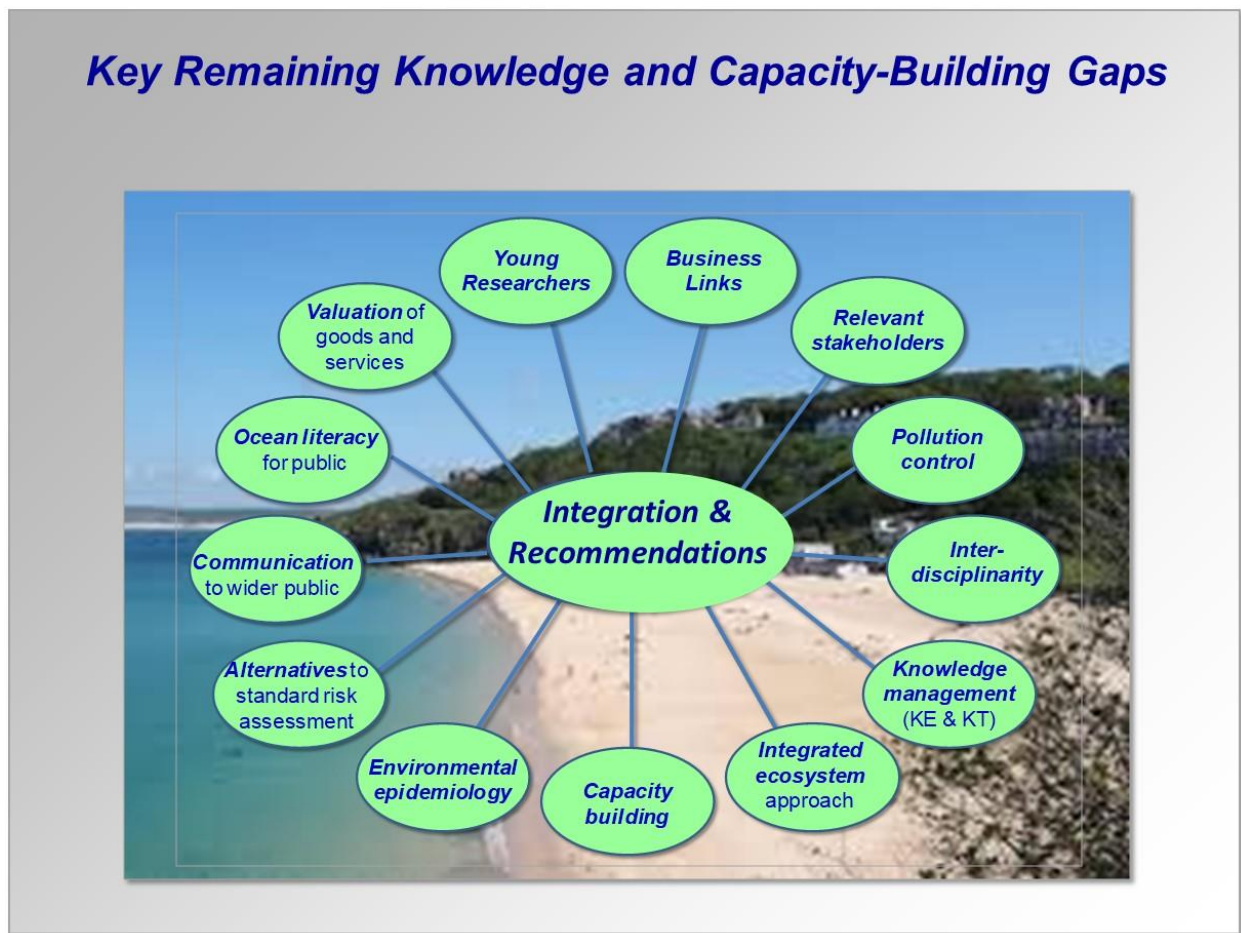 Key Remaining Knowledge and Capacity-Building Gaps
Young
Researchers
Business
Links
Valuation of
goods and
services
Relevant
stakeholders
Ocean literacy
for public
Pollution
control
Integration &
Recommendations
Communication
to wider public
Inter-
disciplinarity
Alternatives to
standard risk
assessment
Knowledge
management
(KE & KT)
Environmental
epidemiology
Capacity
building
Integrated
ecosystem
approach